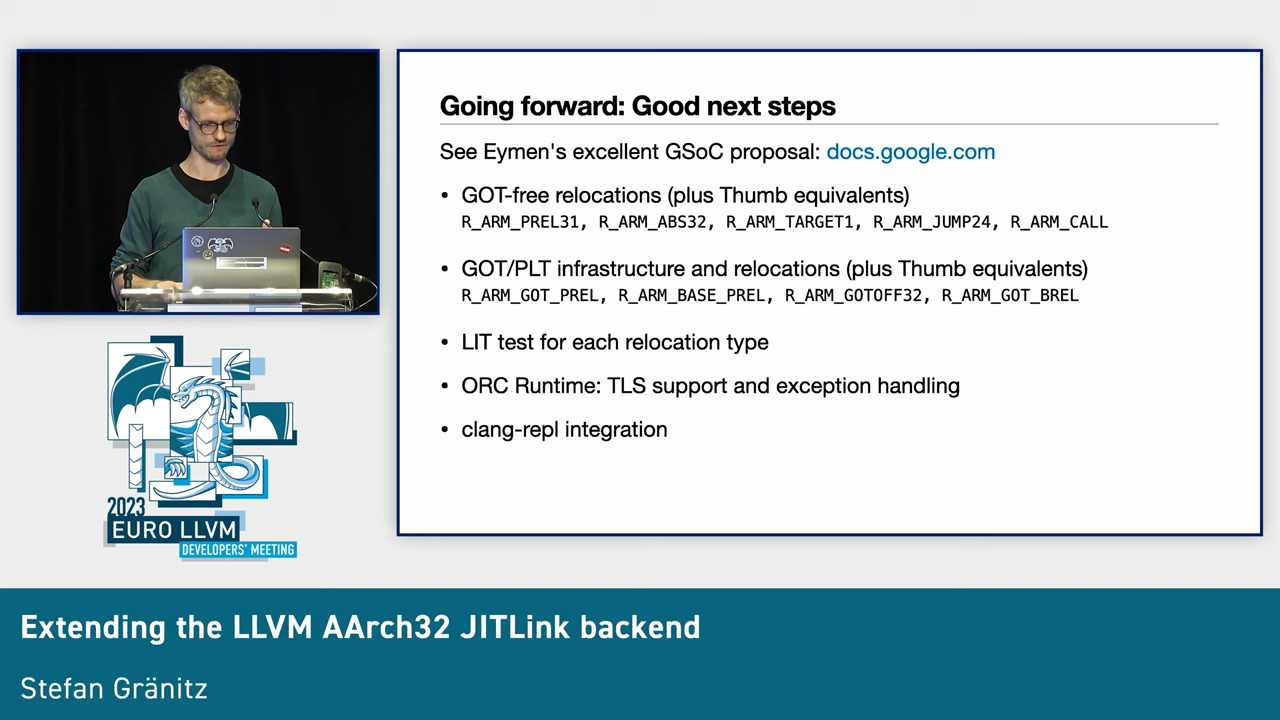 Going forward: Good next steps
See Eymen's excellent GSoC proposal: docs.google.com
• GOT-free relocations (plus Thumb equivalents)
R_ARM_PREL31, R_ARM_ABS32, R_ARM_TARGET1, R_ARM_JUMP24, R_ARM_CALL
• GOT/PLT infrastructure and relocations (plus Thumb equivalents)
R_ARM_GOT_PREL, R_ARM_BASE_PREL, R_ARM_GOTOFF32, R_ARM_GOT_BREL
• LIT test for each relocation type
• ORC Runtime: TLS support and exception handling
• clang-repl integration
2023
EURO LLVM
DEVELOPERS' MEETING
Extending the LLVM AArch32 JITLink backend
Stefan Gränitz